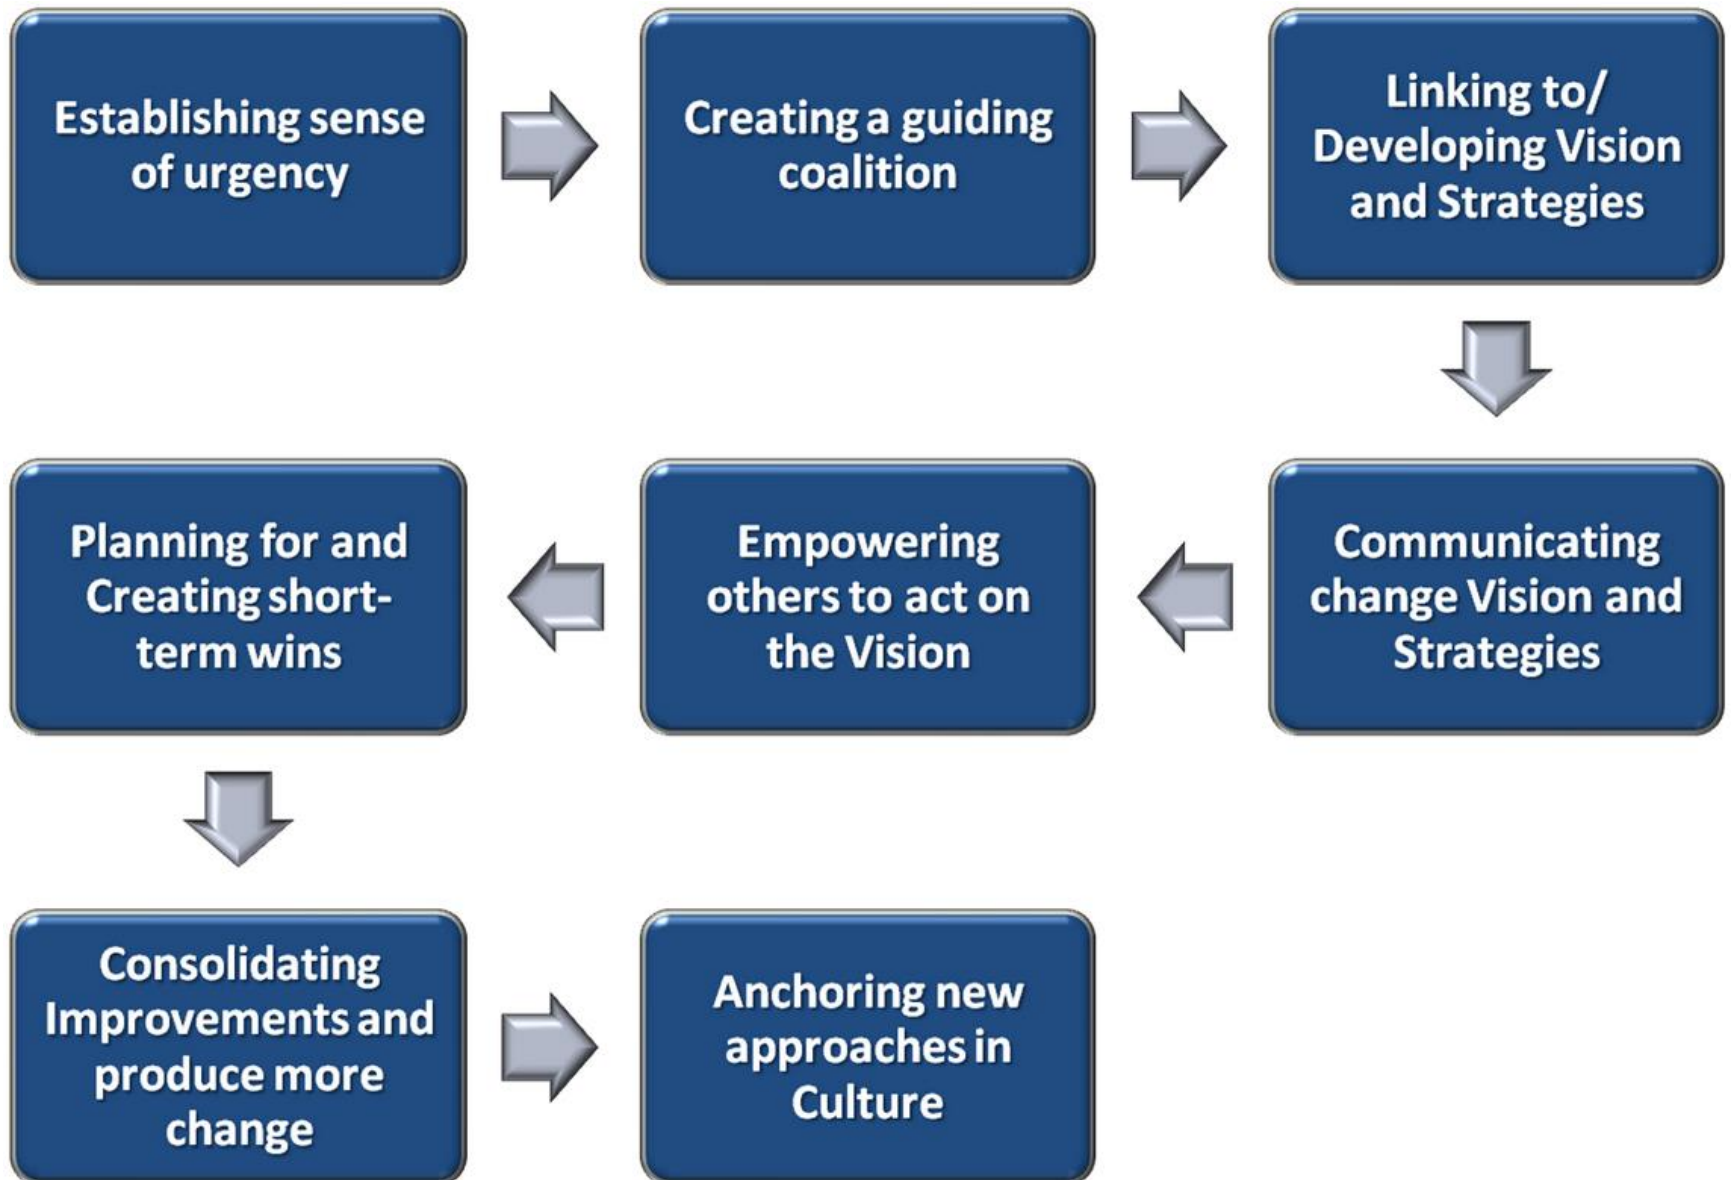 Establishing sense
of urgency
Creating a guiding
coalition
Linking to/
Developing Vision
and Strategies
Communicating
change Vision and
Strategies
Empowering
others to act on
the Vision
Planning for and
Creating short-
term wins
Consolidating
Improvements and
produce more
change
Anchoring new
approaches in
Culture